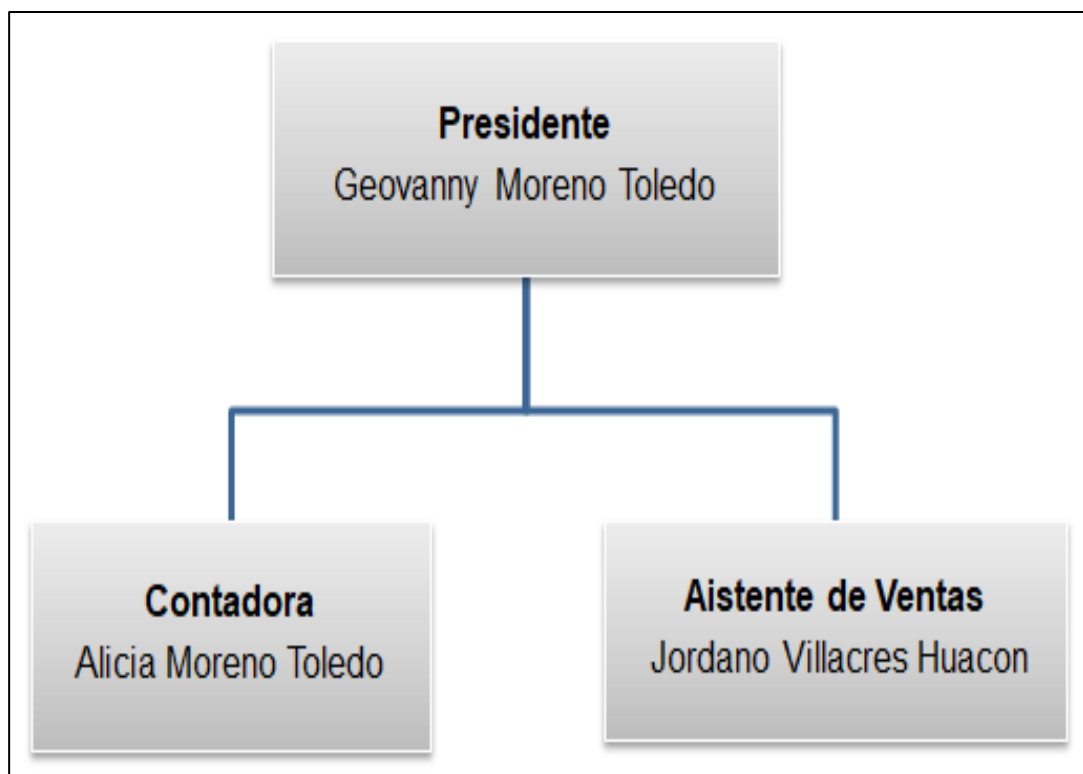 Presidente
Geovanny Moreno Toledo
Contadora
Alicia Moreno Toledo
Aistente de Ventas
Jordano Villacres Huacon